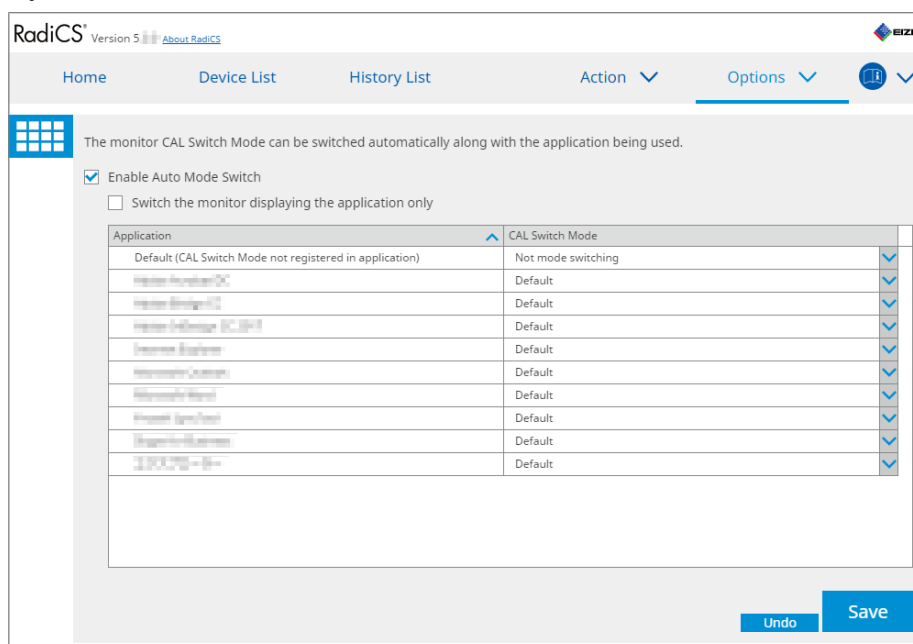 RadiCS® Version 5. About RadiCS
EIZ
Home Device List History List Action Options
The monitor CAL Switch Mode can be switched automatically along with the application being used.
Enable Auto Mode Switch
Switch the monitor displaying the application only
Application CAL Switch Mode
Default (CAL Switch Mode not registered in application) Not mode switching
Default
Default
Default
Default
Default
Default
Default
Default
Default
Undo Save